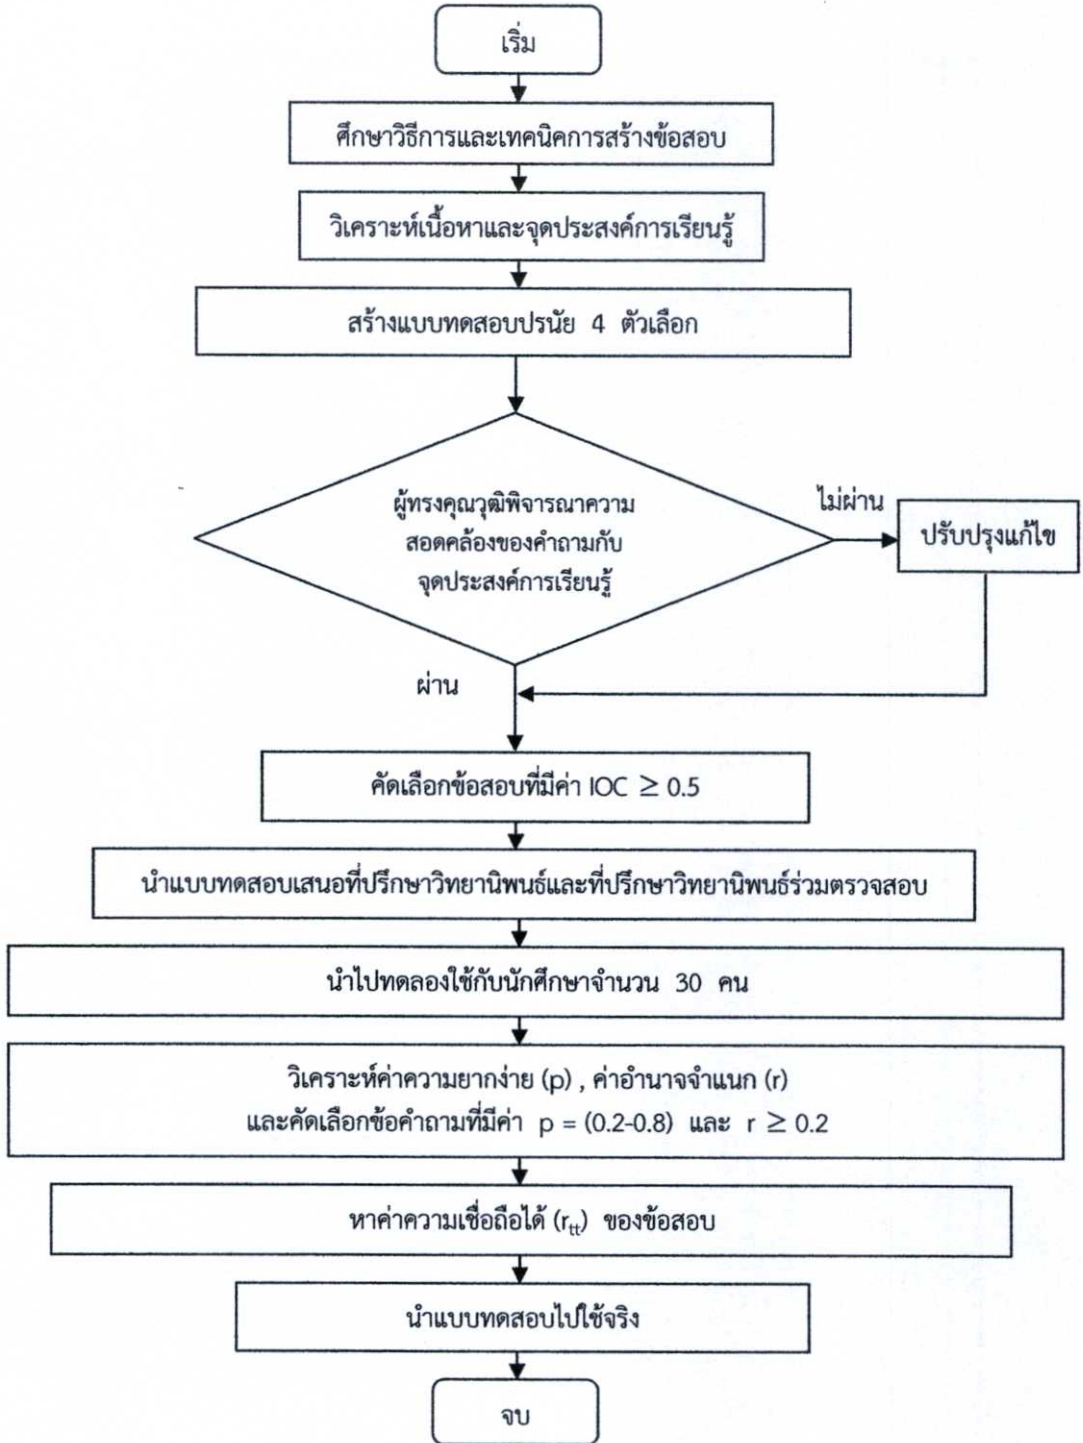 เริ่ม
ศึกษาวิธีการและเทคนิคการสร้างข้อสอบ
วิเคราะห์เนื้อหาและจุดประสงค์การเรียนรู้
สร้างแบบทดสอบปรนัย 4 ตัวเลือก
ผู้ทรงคุณวุฒิพิจารณาความ
สอดคล้องของคำถามกับ
จุดประสงค์การเรียนรู้
ไม่ผ่าน
ปรับปรุงแก้ไข
ผ่าน
คัดเลือกข้อสอบที่มีค่า IOC ≥ 0.5
นำแบบทดสอบเสนอที่ปรึกษาวิทยานิพนธ์และที่ปรึกษาวิทยานิพนธ์ร่วมตรวจสอบ
นำไปทดลองใช้กับนักศึกษาจำนวน 30 คน
วิเคราะห์ค่าความยากง่าย (p) , ค่าอำนาจจำแนก (r)
และคัดเลือกข้อคำถามที่มีค่า p = (0.2-0.8) และ r ≥ 0.2
หาค่าความเชื่อถือได้ (rtt) ของข้อสอบ
นำแบบทดสอบไปใช้จริง
จบ